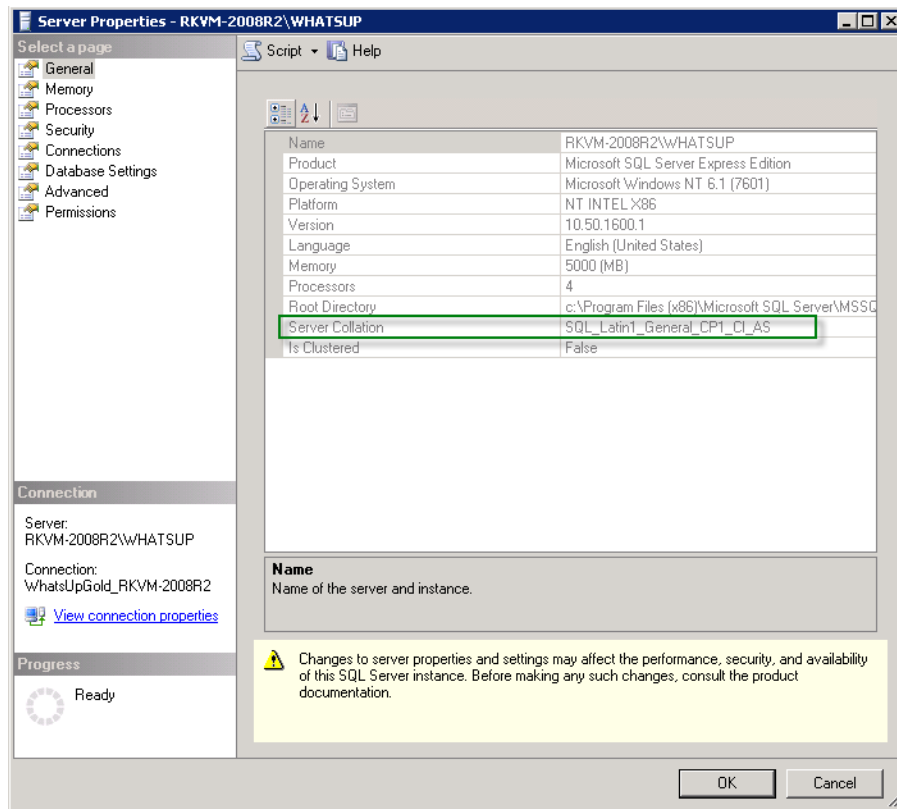 Server Properties - RKVM-2008R2\WHATSUP
Select a page
General
Memory
Processors
Security
Connections
Database Settings
Advanced
Permissions
Script Help
Name RKVM-2008R2\WHATSUP
Product Microsoft SQL Server Express Edition
Operating System Microsoft Windows NT 6.1 (7601)
Platform NT INTEL X86
Version 10.50.1600.1
Language English (United States)
Memory 5000 (MB)
Processors 4
Root Directory c:\Program Files (x86)\Microsoft SQL Server\MSSQ
Server Collation SQL_Latin1_General_CP1_CI_AS
Is Clustered False
Connection
Server:
RKVM-2008R2\WHATSUP
Connection:
WhatsUpGold_RKVM-2008R2
View connection properties
Progress
Ready
Name
Name of the server and instance.
Changes to server properties and settings may affect the performance, security, and availability
of this SQL Server instance. Before making any such changes, consult the product
documentation.
OK Cancel